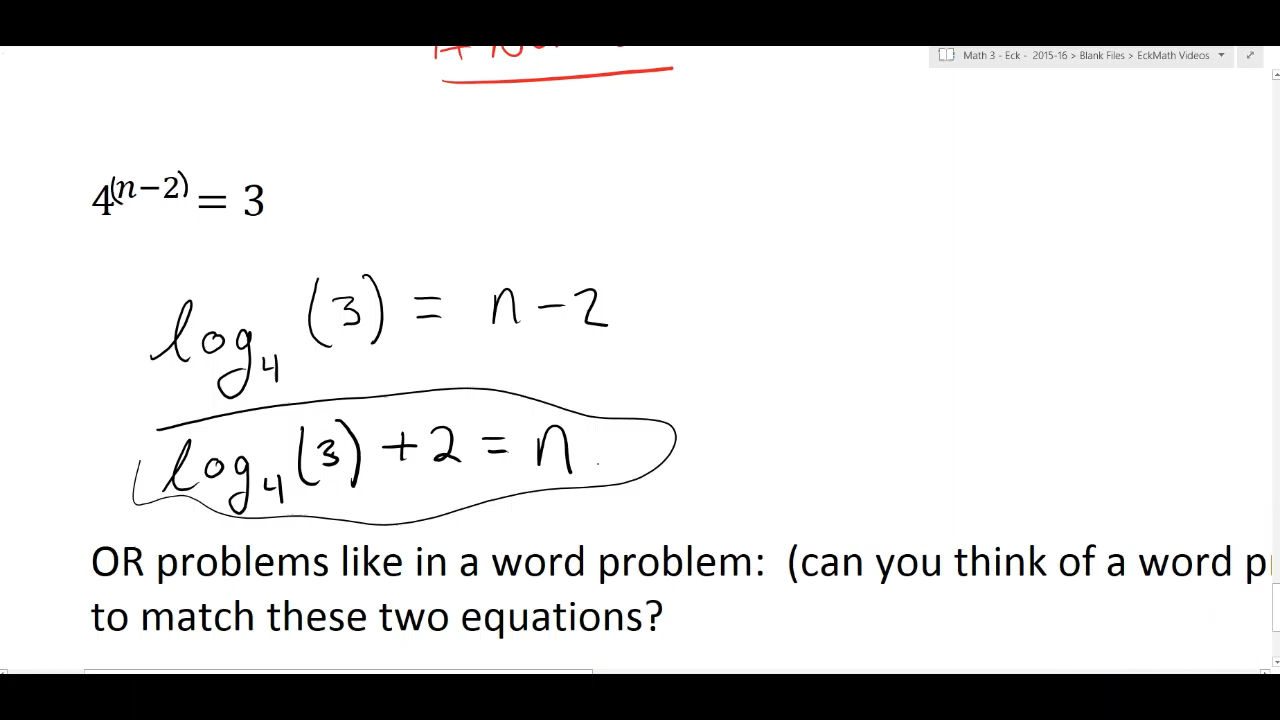 Math 3 - Eck - 2015-16 > Blank Files > EckMath Videos
4^(n−2) = 3
log₄ (3) = n − 2
log₄ (3) + 2 = n
OR problems like in a word problem: (can you think of a word
to match these two equations?